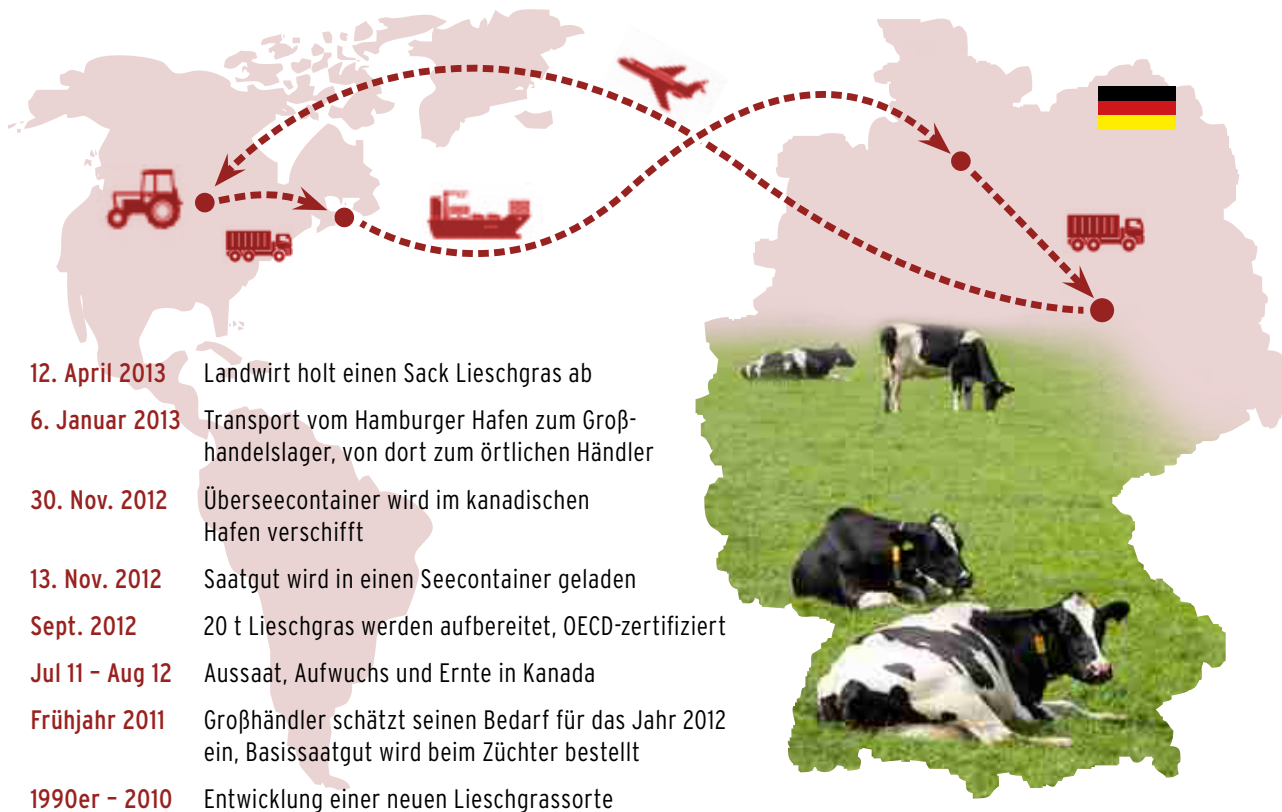 12. April 2013 Landwirt holt einen Sack Lieschgras ab
6. Januar 2013 Transport vom Hamburger Hafen zum Groß-
handelslager, von dort zum örtlichen Händler
30. Nov. 2012 Überseecontainer wird im kanadischen
Hafen verschifft
13. Nov. 2012 Saatgut wird in einen Seecontainer geladen
Sept. 2012 20 t Lieschgras werden aufbereitet, OECD-zertifiziert
Jul 11 – Aug 12 Aussaat, Aufwuchs und Ernte in Kanada
Frühjahr 2011 Großhändler schätzt seinen Bedarf für das Jahr 2012
ein, Basissaatgut wird beim Züchter bestellt
1990er – 2010 Entwicklung einer neuen Lieschgrassorte